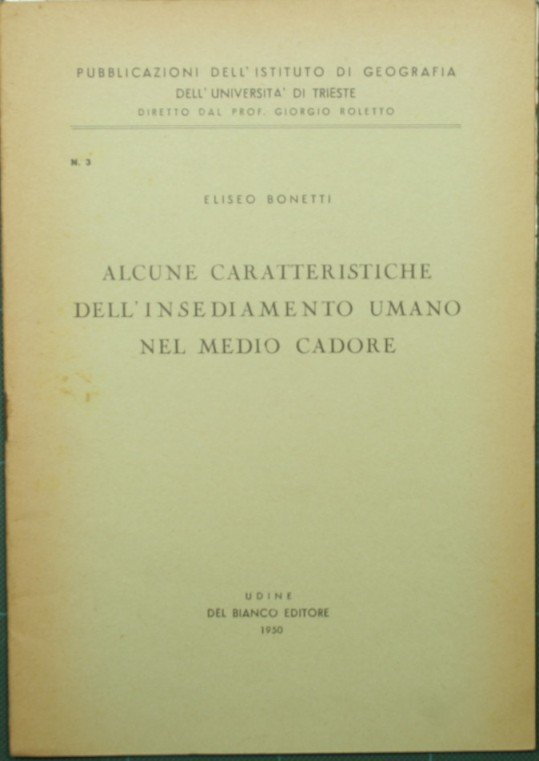 PUBBLICAZIONI DELL'ISTITUTO DI GEOGRAFIA
DELL'UNIVERSITA' DI TRIESTE
DIRETTO DAL PROF. GIORGIO ROLETTO
N. 3
ELISEO BONETTI
ALCUNE CARATTERISTICHE
DELL'INSEDIAMENTO UMANO
NEL MEDIO CADORE
UDINE
DEL BIANCO EDITORE
1950